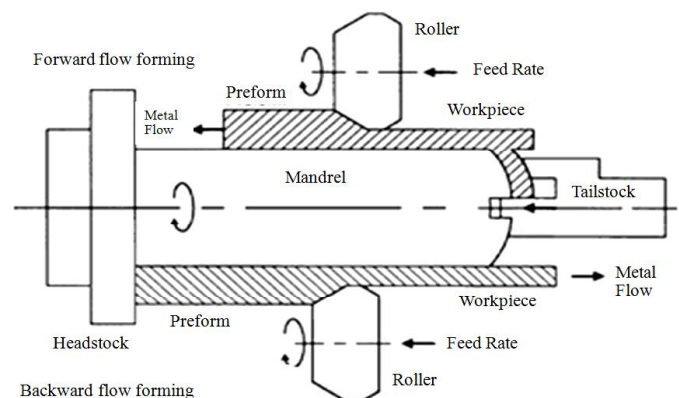 Roller
Forward flow forming
Feed Rate
Preform
Metal
Flow
Workpiece
Mandrel
Tailstock
Metal
Flow
Workpiece
Preform
Headstock
Feed Rate
Roller
Backward flow forming